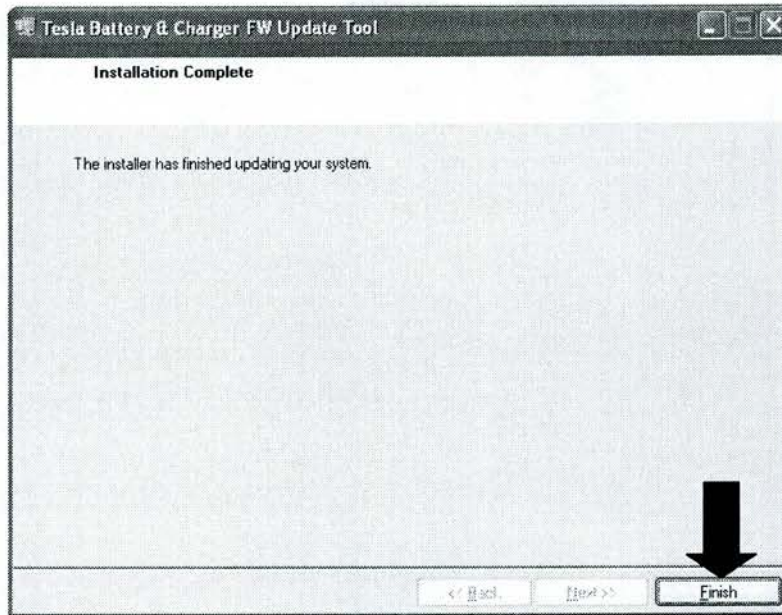 Tesla Battery & Charger FW Update Tool
Installation Complete
The installer has finished updating your system.
<< Back
Next >>
Finish